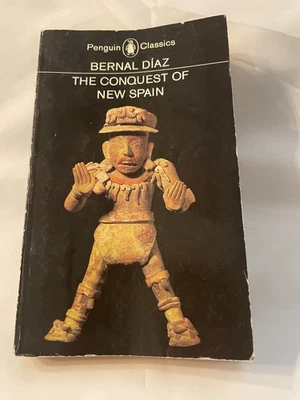 Penguin Classics
BERNAL DÍAZ
THE CONQUEST OF
NEW SPAIN